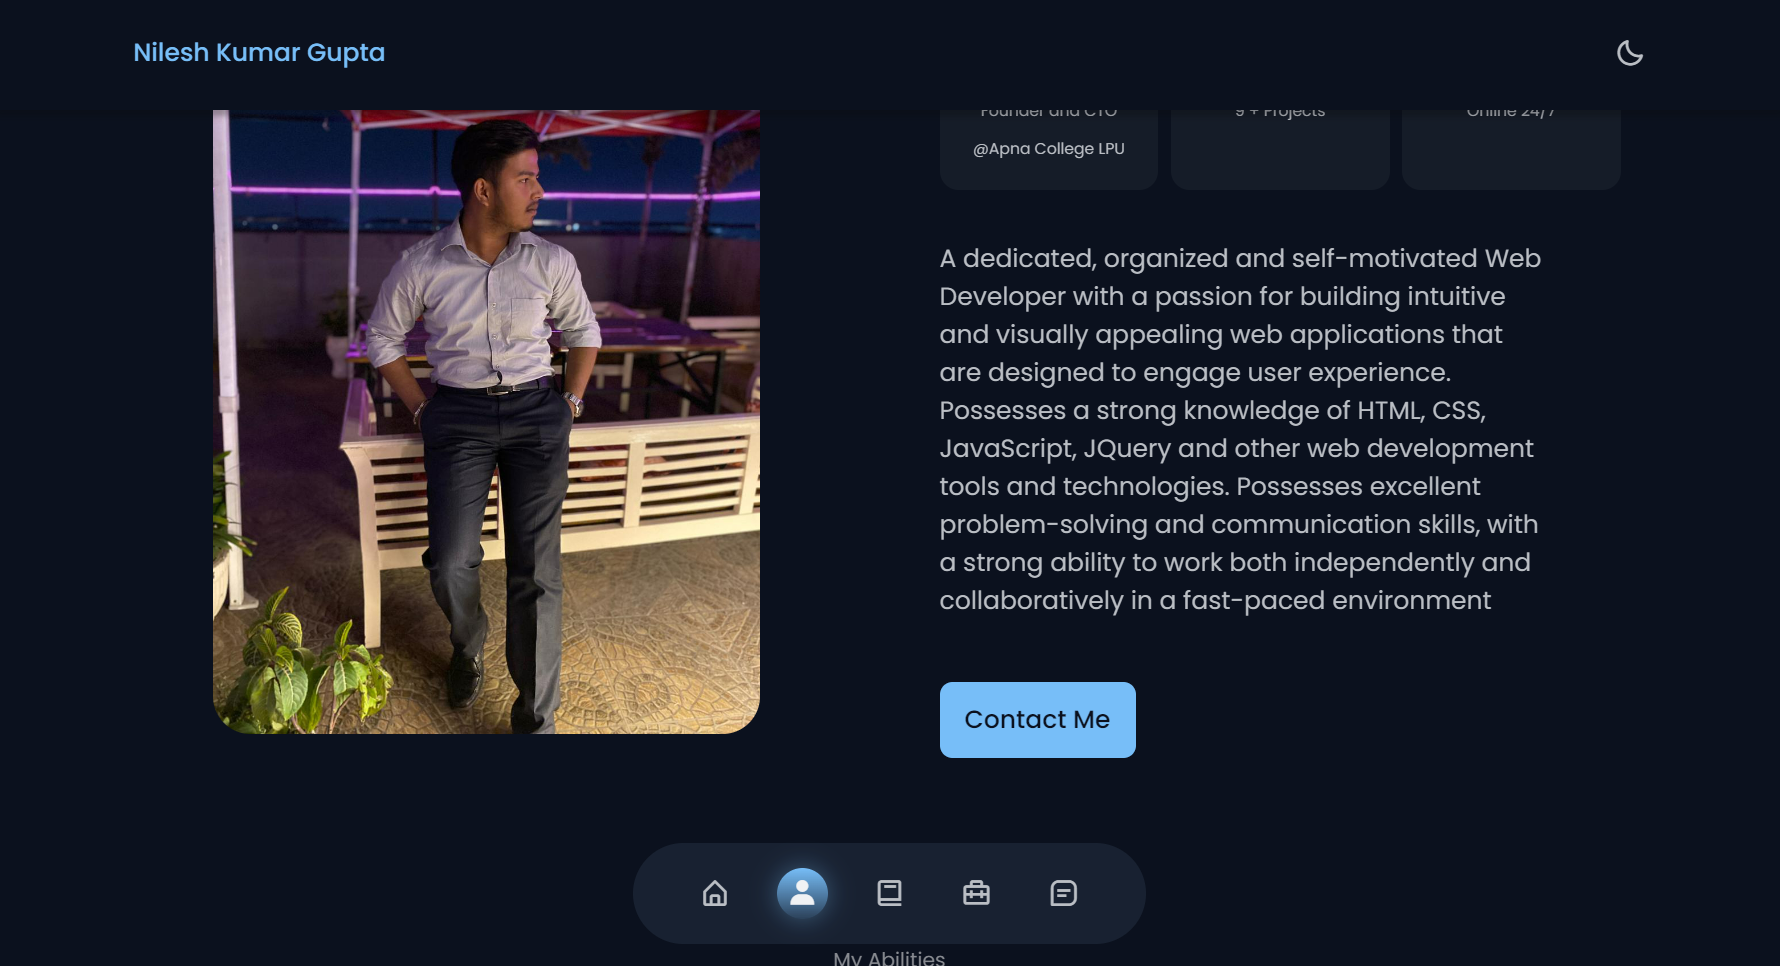 Nilesh Kumar Gupta
Founder and CTO
@Apna College LPU
9 + Projects
Online 24/7
A dedicated, organized and self-motivated Web
Developer with a passion for building intuitive
and visually appealing web applications that
are designed to engage user experience.
Possesses a strong knowledge of HTML, CSS,
JavaScript, JQuery and other web development
tools and technologies. Possesses excellent
problem-solving and communication skills, with
a strong ability to work both independently and
collaboratively in a fast-paced environment
Contact Me
My Abilities